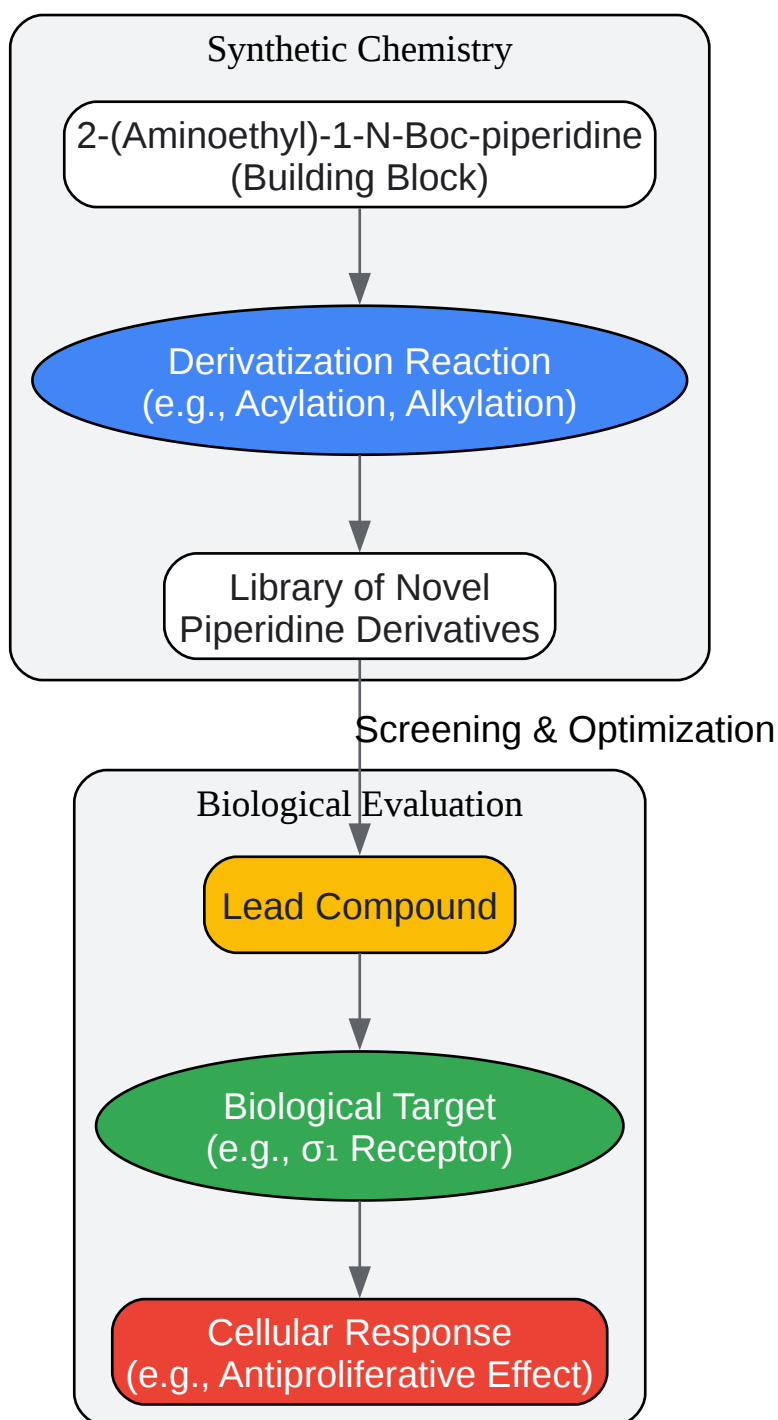 Synthetic Chemistry
2-(Aminoethyl)-1-N-Boc-piperidine
(Building Block)
Derivatization Reaction
(e.g., Acylation, Alkylation)
Library of Novel
Piperidine Derivatives
Screening & Optimization
Biological Evaluation
Lead Compound
Biological Target
(e.g., σ₁ Receptor)
Cellular Response
(e.g., Antiproliferative Effect)